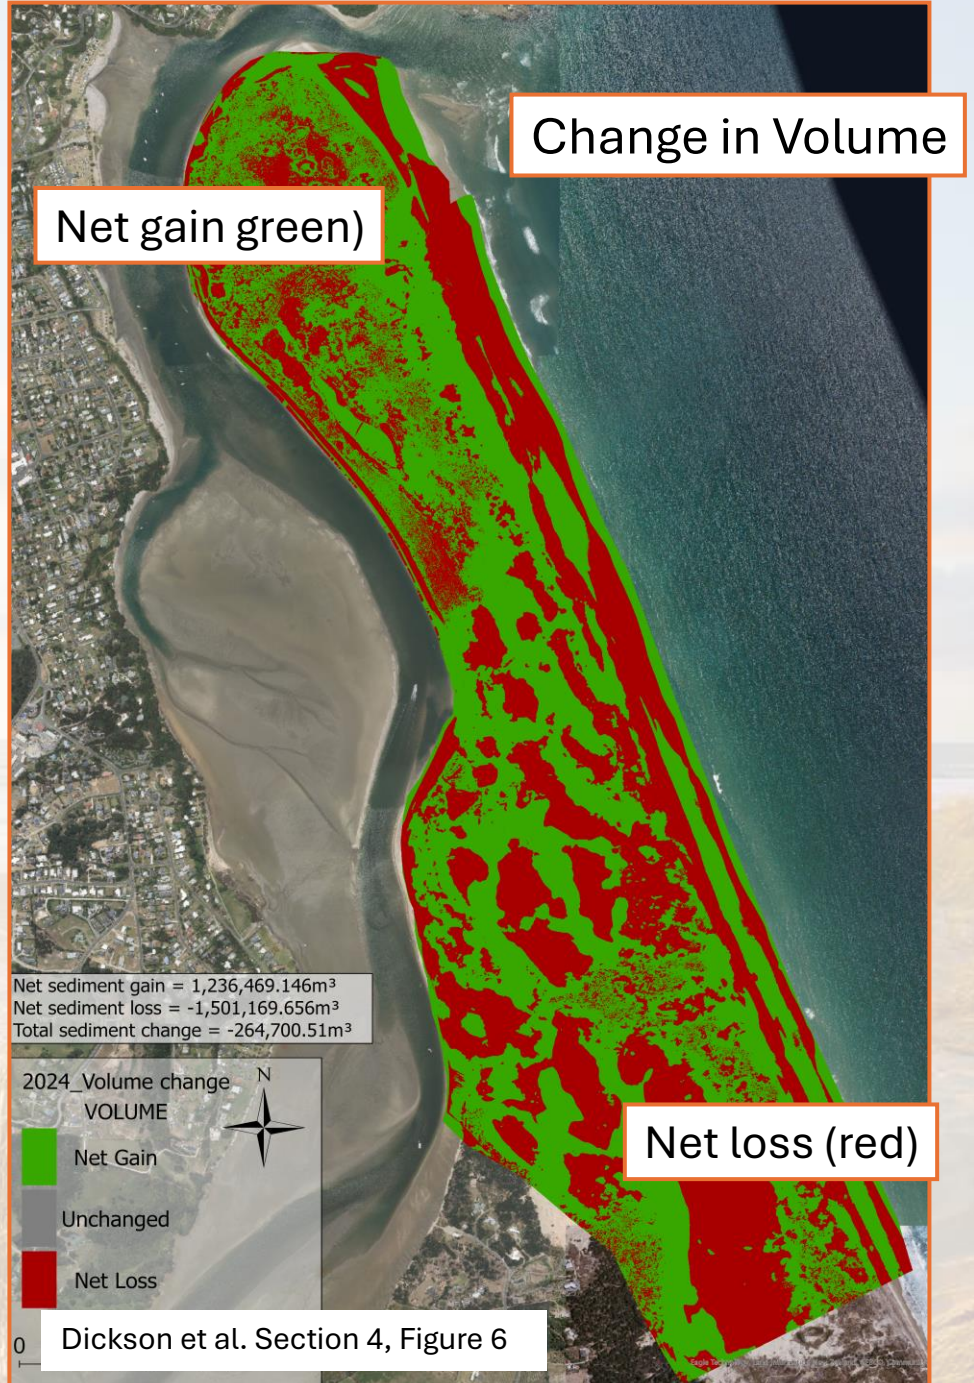 Change in Volume
Net gain green)
Net sediment gain = 1,236,469.146m³
Net sediment loss = -1,501,169.656m³
Total sediment change = -264,700.51m³
2024_Volume change
N
VOLUME
Net Gain
Unchanged
Net Loss
Net loss (red)
0
Dickson et al. Section 4, Figure 6